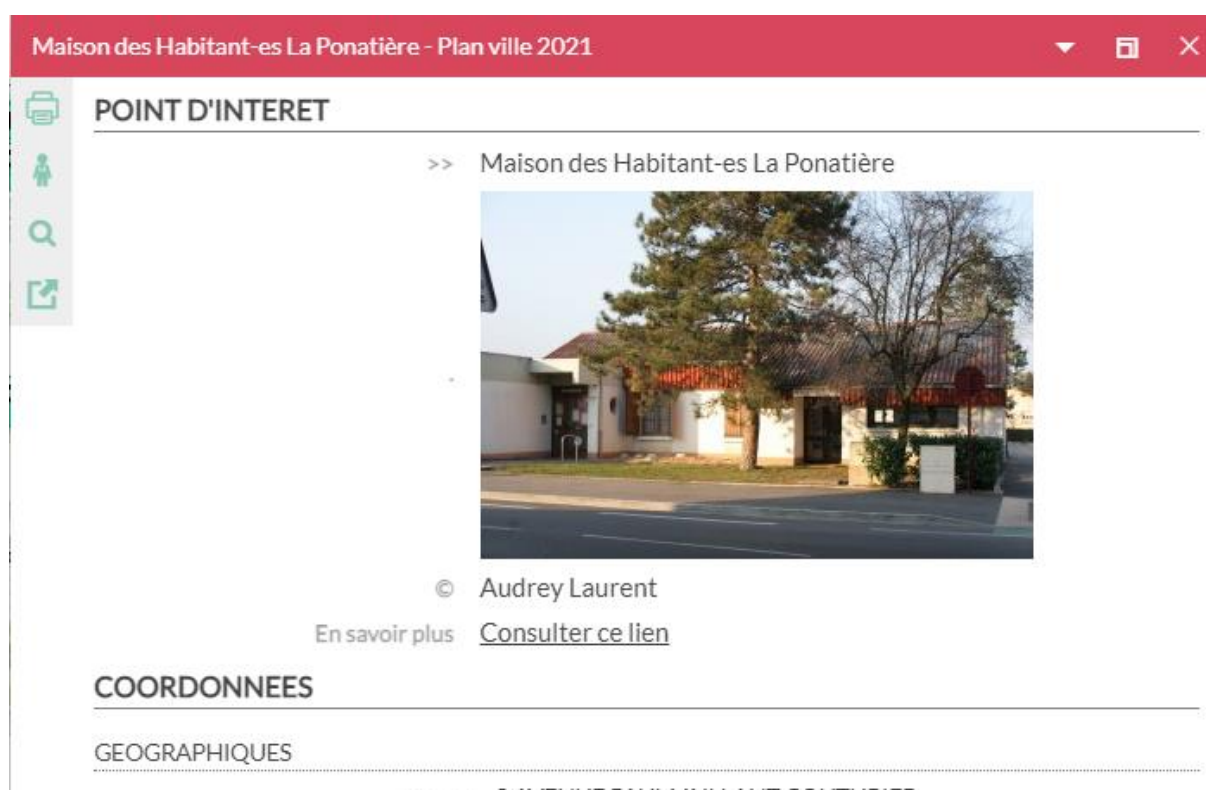 Maison des Habitant-es La Ponatière - Plan ville 2021
POINT D'INTERET
>> Maison des Habitant-es La Ponatière
© Audrey Laurent
En savoir plus Consulter ce lien
COORDONNEES
GEOGRAPHIQUES